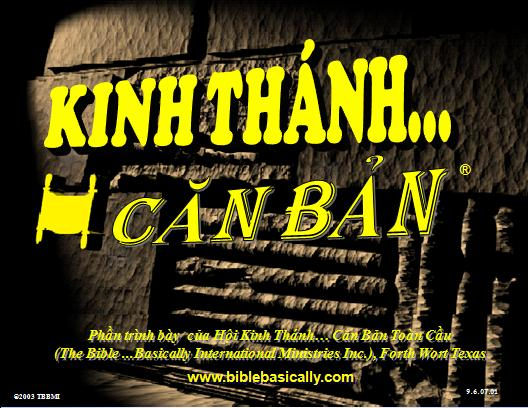 KINH THÁNH...
CĂN BẢN ®
Phần trình bày của Hội Kinh Thánh... Căn Bản Toàn Cầu
(The Bible ...Basically International Ministries Inc.), Forth Wort Texas
www.biblebasically.com
©2003 TBBMI
9.6.07.01